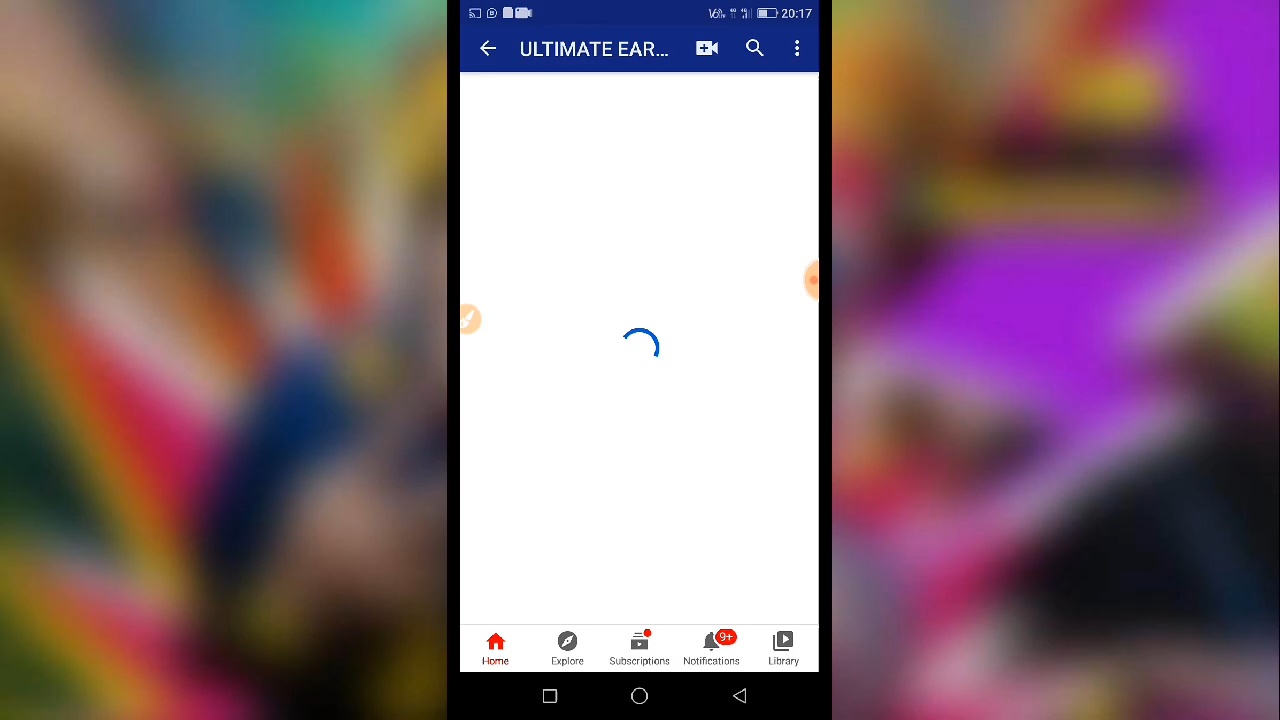 20:17
ULTIMATE EAR...
9+
Home
Explore
Subscriptions
Notifications
Library